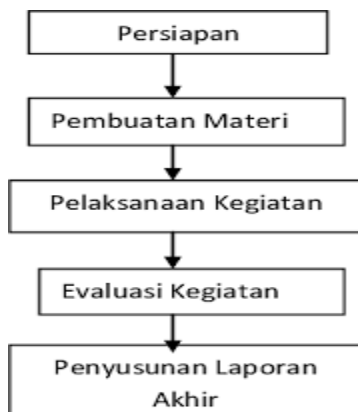 Persiapan
Pembuatan Materi
Pelaksanaan Kegiatan
Evaluasi Kegiatan
Penyusunan Laporan
Akhir